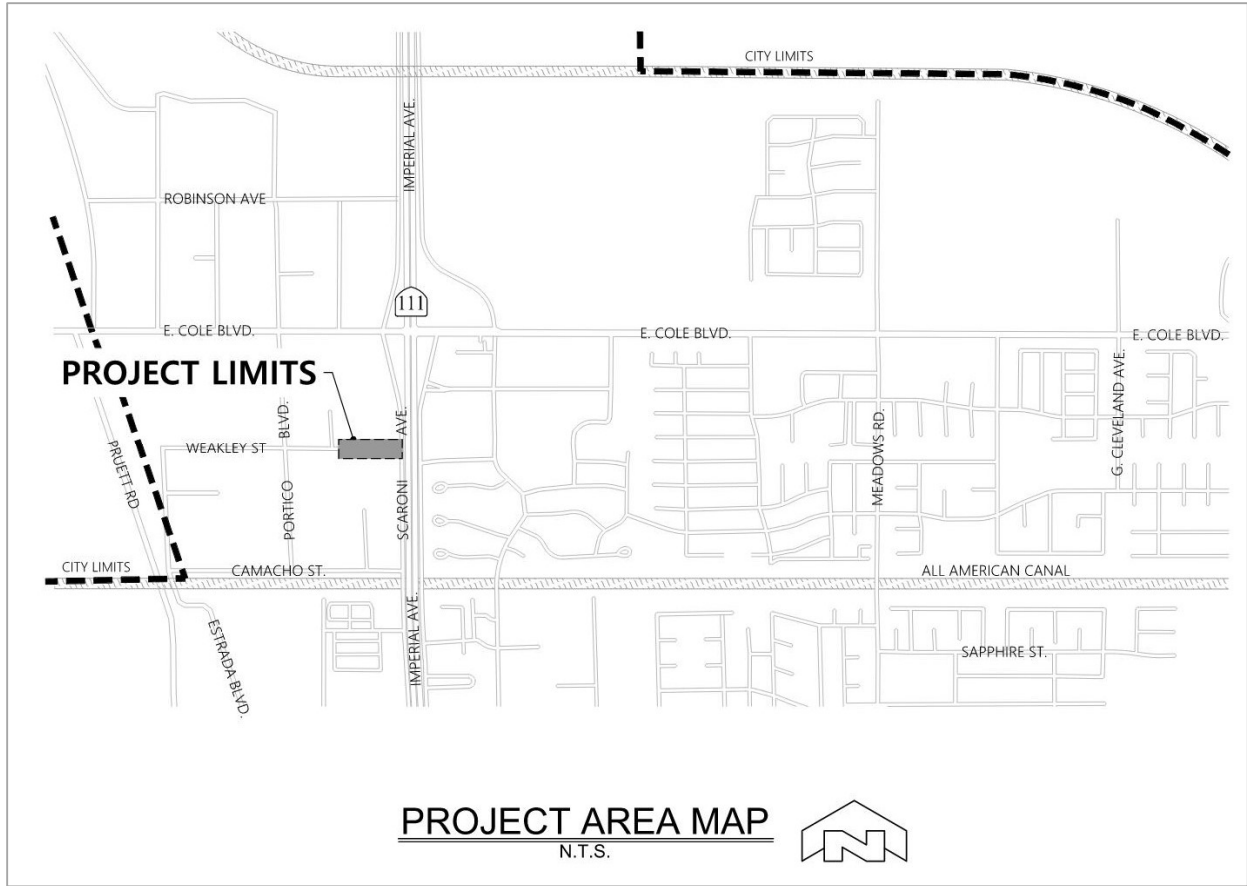 CITY LIMITS
IMPERIAL AVE.
ROBINSON AVE
111
E. COLE BLVD.
E. COLE BLVD.
E. COLE BLVD.
PROJECT LIMITS
G. CLEVELAND AVE.
PRUETT RD
WEAKLEY ST
PORTICO BLVD.
SCARONI AVE.
MEADOWS RD.
CITY LIMITS
CAMACHO ST.
ALL AMERICAN CANAL
ESTRADA BLVD.
IMPERIAL AVE.
SAPPHIRE ST.
PROJECT AREA MAP
N.T.S.
N